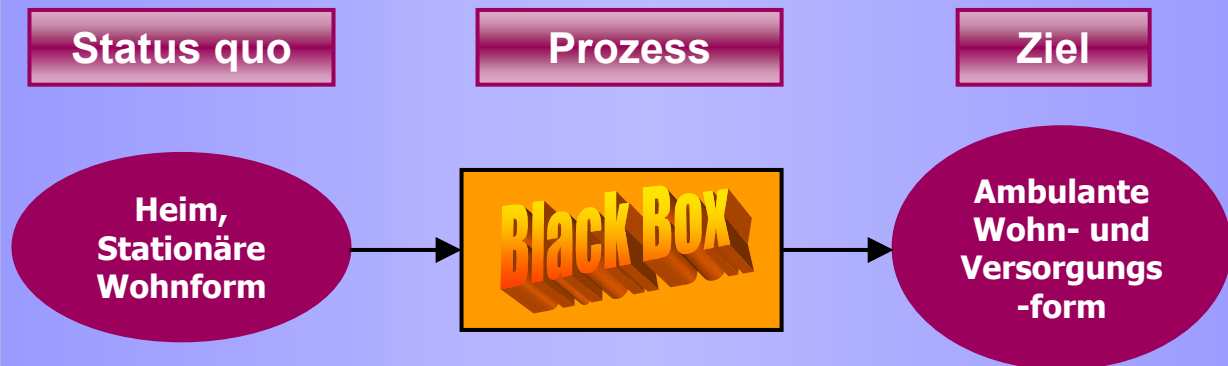 Status quo
Prozess
Ziel
Heim,
Stationäre
Wohnform
Black Box
Ambulante
Wohn- und
Versorgungs
-form